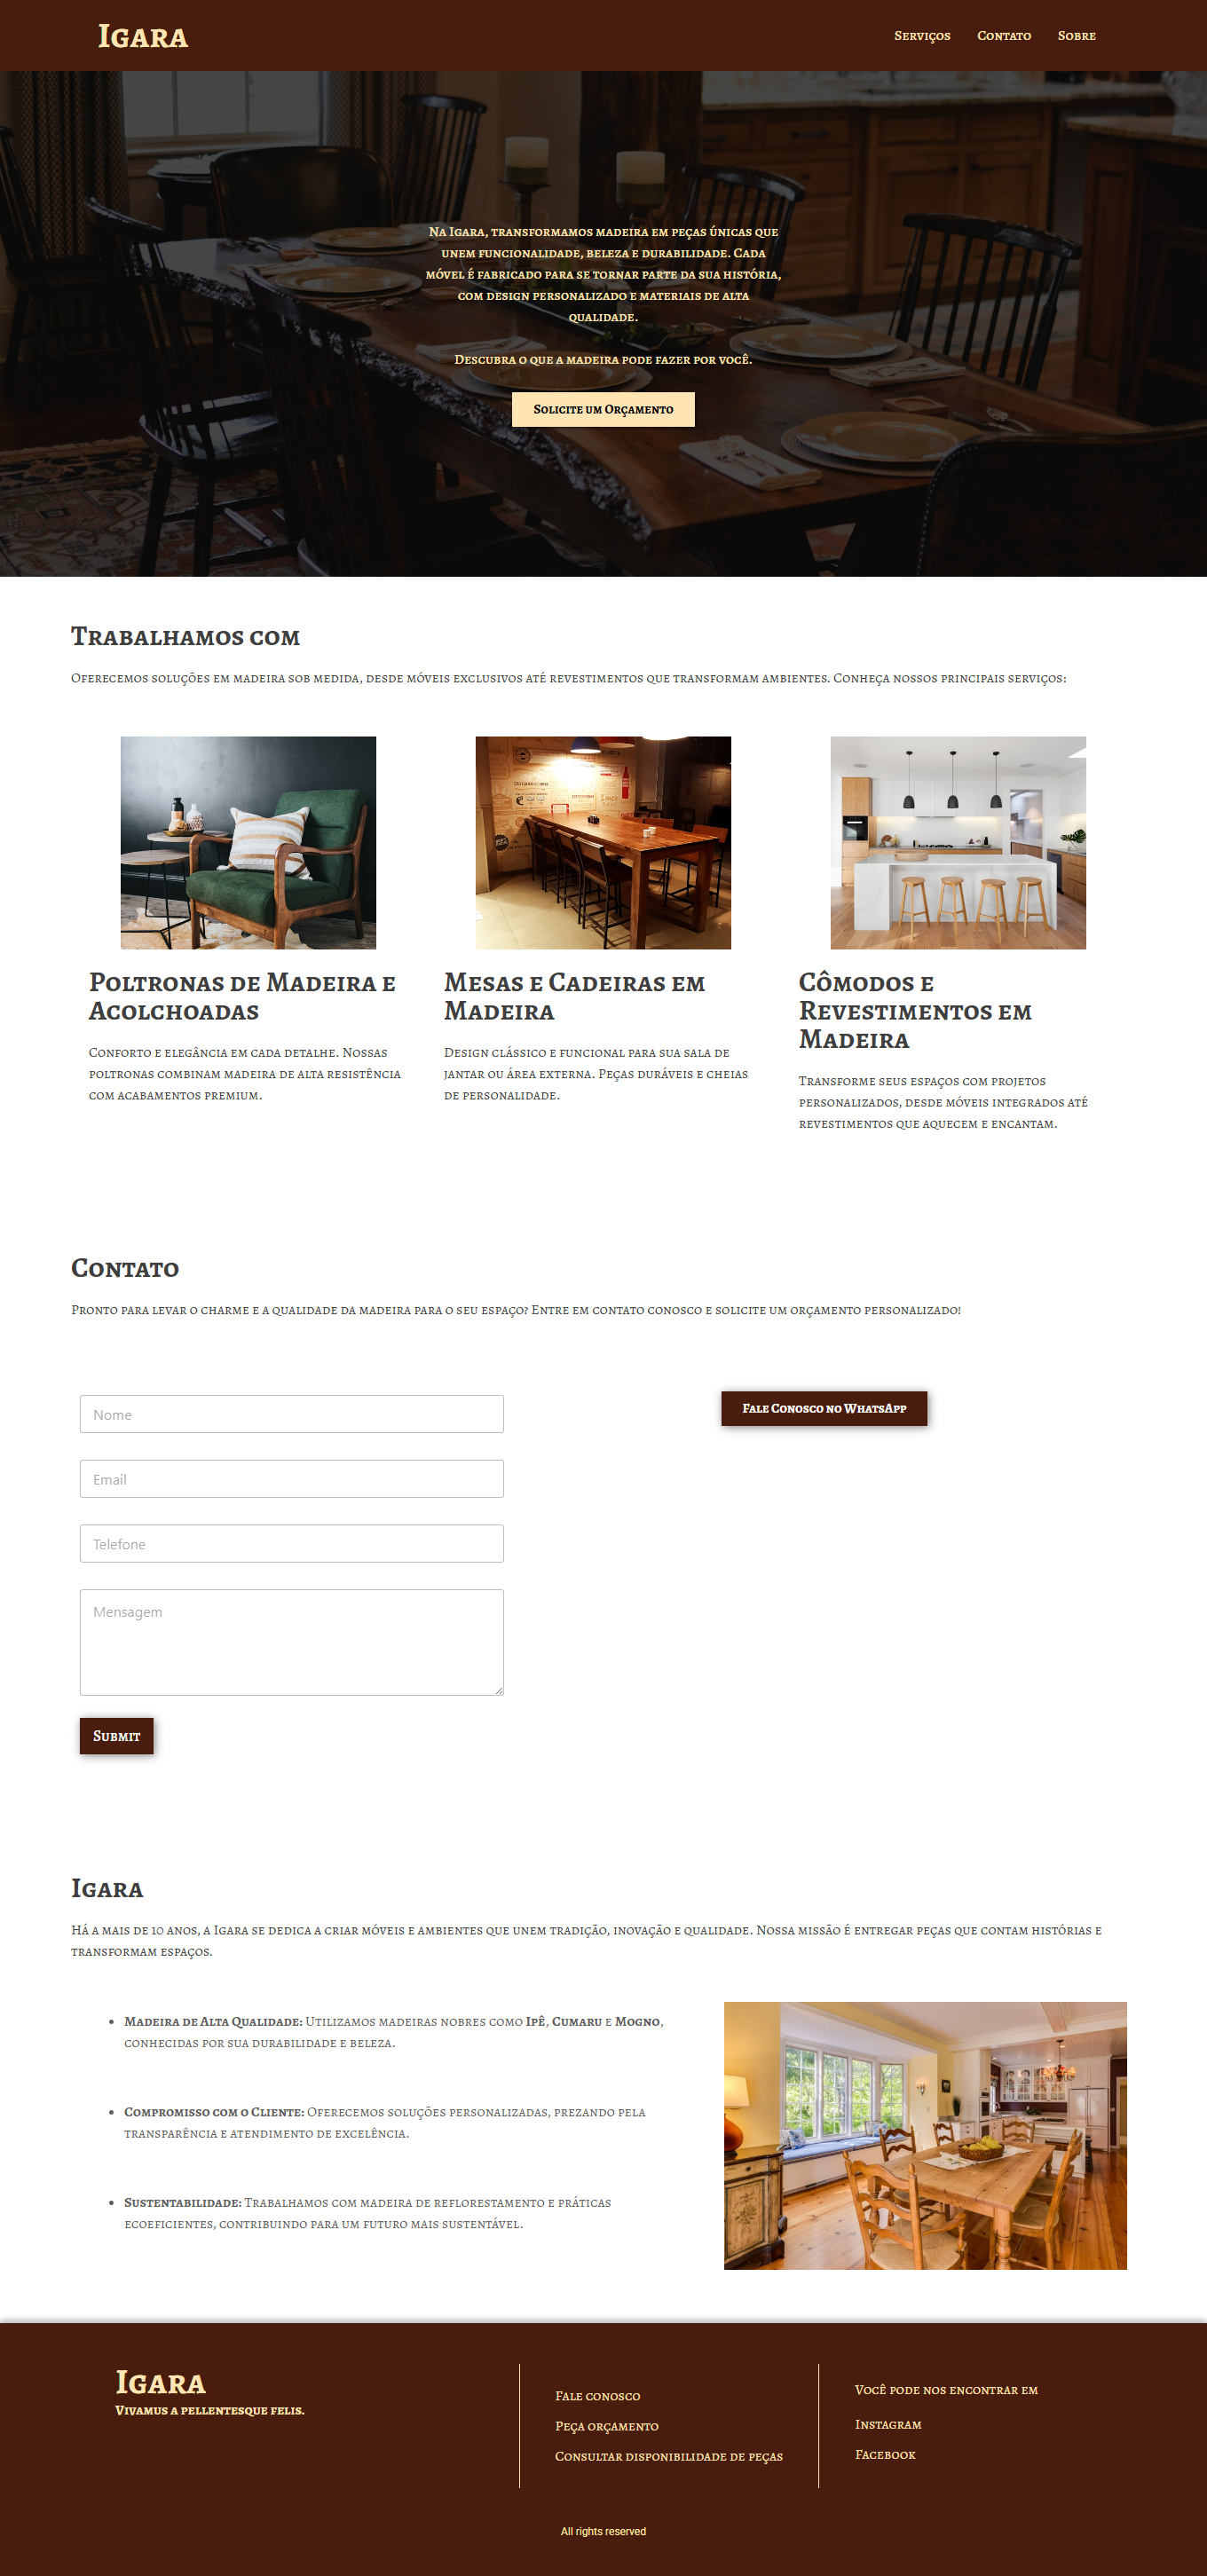 Igara
Serviços Contato Sobre
Na Igara, transformamos madeira em peças únicas que
unem funcionalidade, beleza e durabilidade. Cada
móvel é fabricado para se tornar parte da sua história,
com design personalizado e materiais de alta
qualidade.
Descubra o que a madeira pode fazer por você.
Solicite um Orçamento
Trabalhamos com
Oferecemos soluções em madeira sob medida, desde móveis exclusivos até revestimentos que transformam ambientes. Conheça nossos principais serviços:
Poltronas de Madeira e
Acolchoadas
Conforto e elegância em cada detalhe. Nossas
poltronas combinam madeira de alta resistência
com acabamentos premium.
Mesas e Cadeiras em
Madeira
Design clássico e funcional para sua sala de
jantar ou área externa. Peças duráveis e cheias
de personalidade.
Cômodos e
Revestimentos em
Madeira
Transforme seus espaços com projetos
personalizados, desde móveis integrados até
revestimentos que aquecem e encantam.
Contato
Pronto para levar o charme e a qualidade da madeira para o seu espaço? Entre em contato conosco e solicite um orçamento personalizado!
Nome
Email
Telefone
Mensagem
Submit
Fale Conosco no WhatsApp
Igara
Há a mais de 10 anos, a Igara se dedica a criar móveis e ambientes que unem tradição, inovação e qualidade. Nossa missão é entregar peças que contam histórias e
transformam espaços.
• Madeira de Alta Qualidade: Utilizamos madeiras nobres como Ipê, Cumaru e Mogno,
conhecidas por sua durabilidade e beleza.
• Compromisso com o Cliente: Oferecemos soluções personalizadas, prezando pela
transparência e atendimento de excelência.
• Sustentabilidade: Trabalhamos com madeira de reflorestamento e práticas
ecoeficientes, contribuindo para um futuro mais sustentável.
Igara
Vivamus a pellentesque felis.
Fale conosco
Peça orçamento
Consultar disponibilidade de peças
Você pode nos encontrar em
Instagram
Facebook
All rights reserved